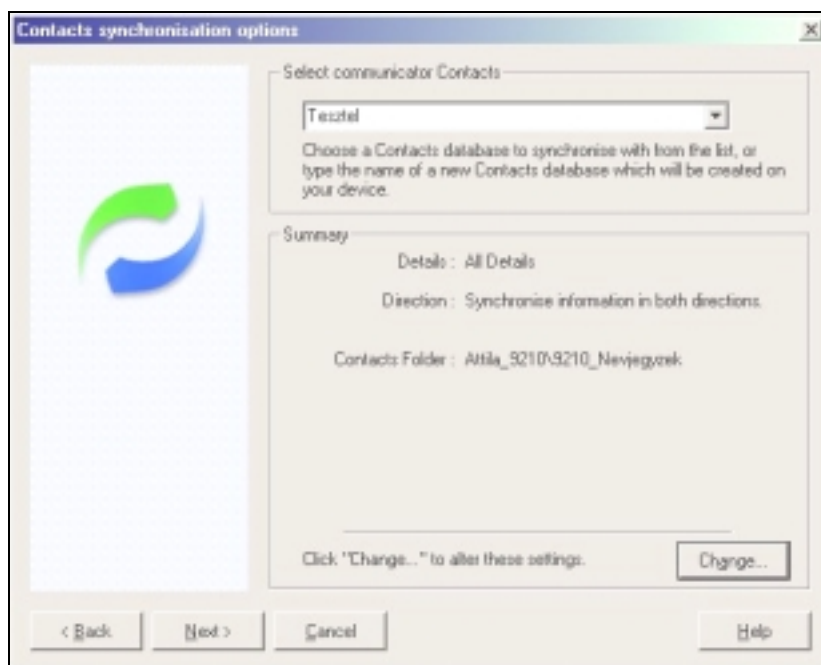 Contacts synchronisation options
Select communicator Contacts
Tesztel
Choose a Contacts database to synchronise with from the list, or
type the name of a new Contacts database which will be created on
your device.
Summary
Details : All Details
Direction : Synchronise information in both directions.
Contacts Folder : Attila_9210\9210_Nevjegyzek
Click "Change..." to alter these settings.
Change...
< Back
Next >
Cancel
Help